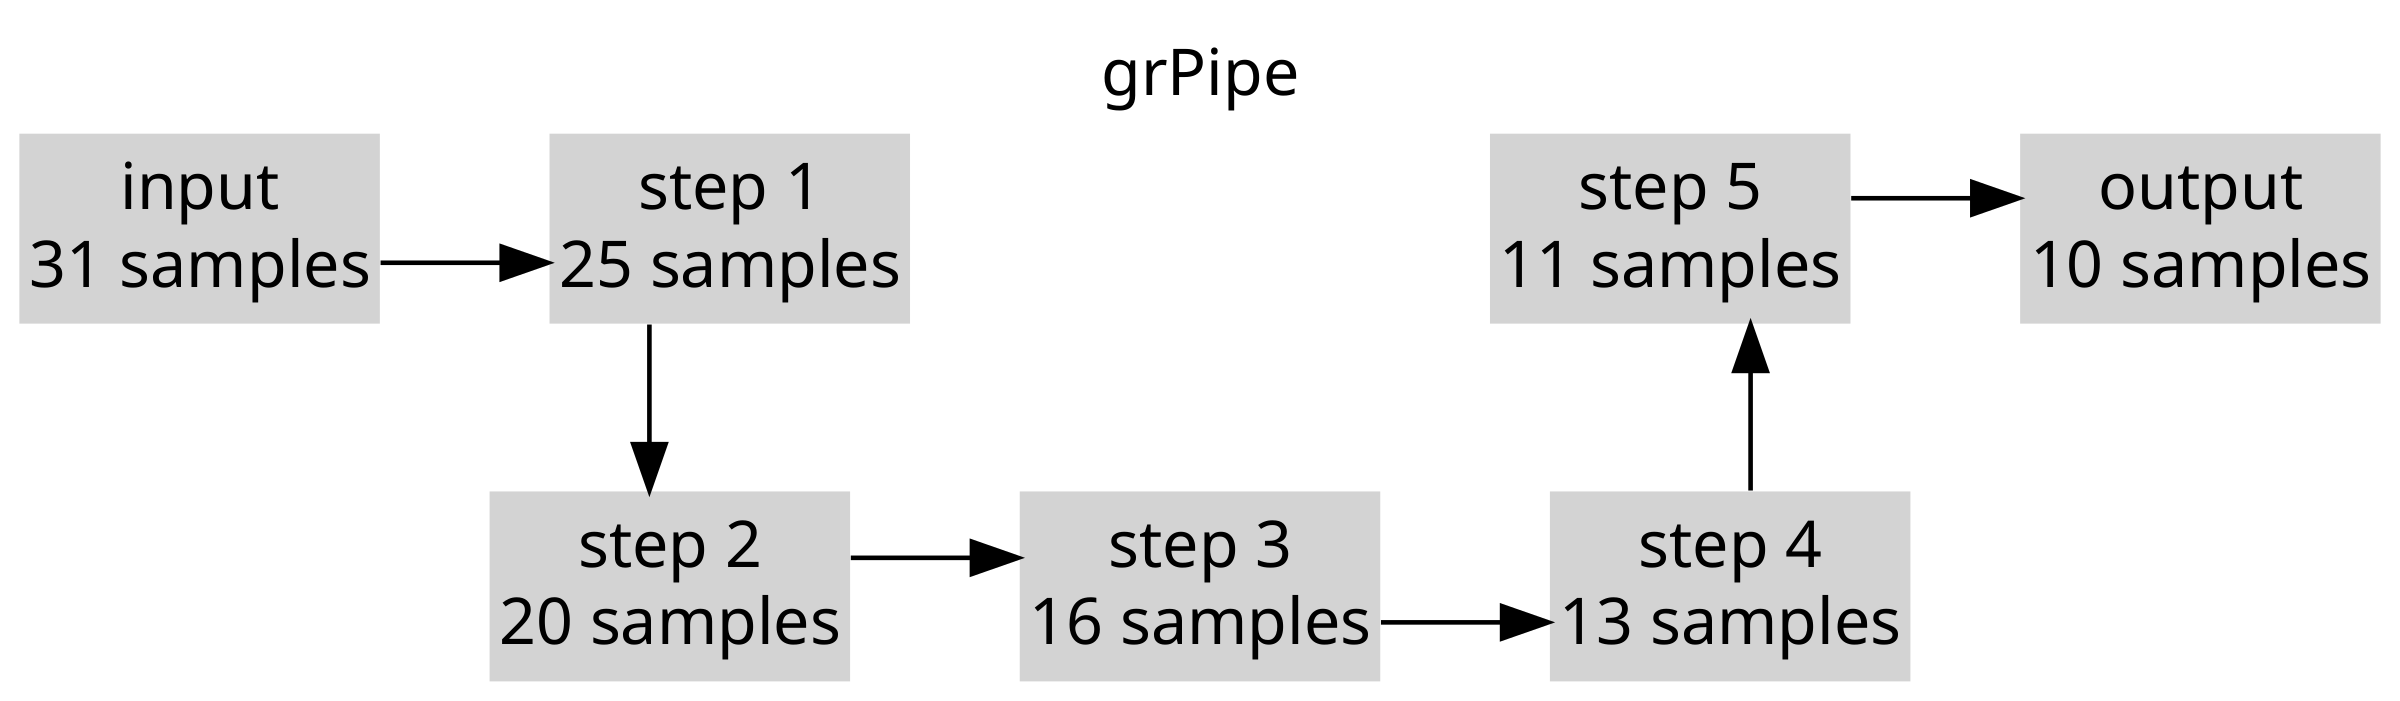 grPipe
input
31 samples
step 1
25 samples
step 2
20 samples
step 3
16 samples
step 4
13 samples
step 5
11 samples
output
10 samples